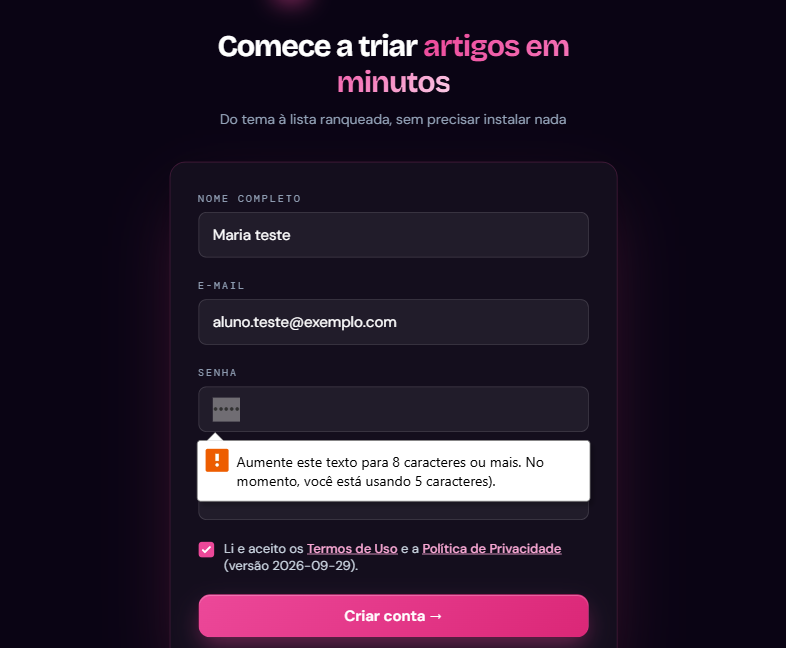 Comece a triar artigos em
minutos
Do tema à lista ranqueada, sem precisar instalar nada
NOME COMPLETO
Maria teste
E-MAIL
aluno.teste@exemplo.com
SENHA
•••••
Aumente este texto para 8 caracteres ou mais. No
momento, você está usando 5 caracteres).
Li e aceito os Termos de Uso e a Política de Privacidade
(versão 2026-09-29).
Criar conta →